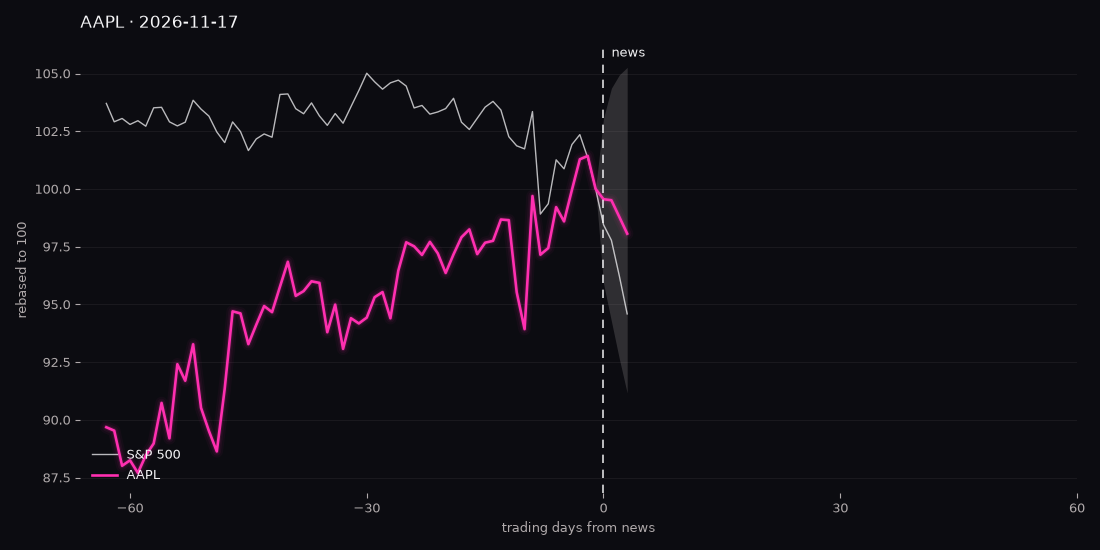 AAPL · 2026-11-17
news
105.0
102.5
100.0
97.5
95.0
92.5
90.0
87.5
rebased to 100
S&P 500
AAPL
−60
−30
0
30
60
trading days from news